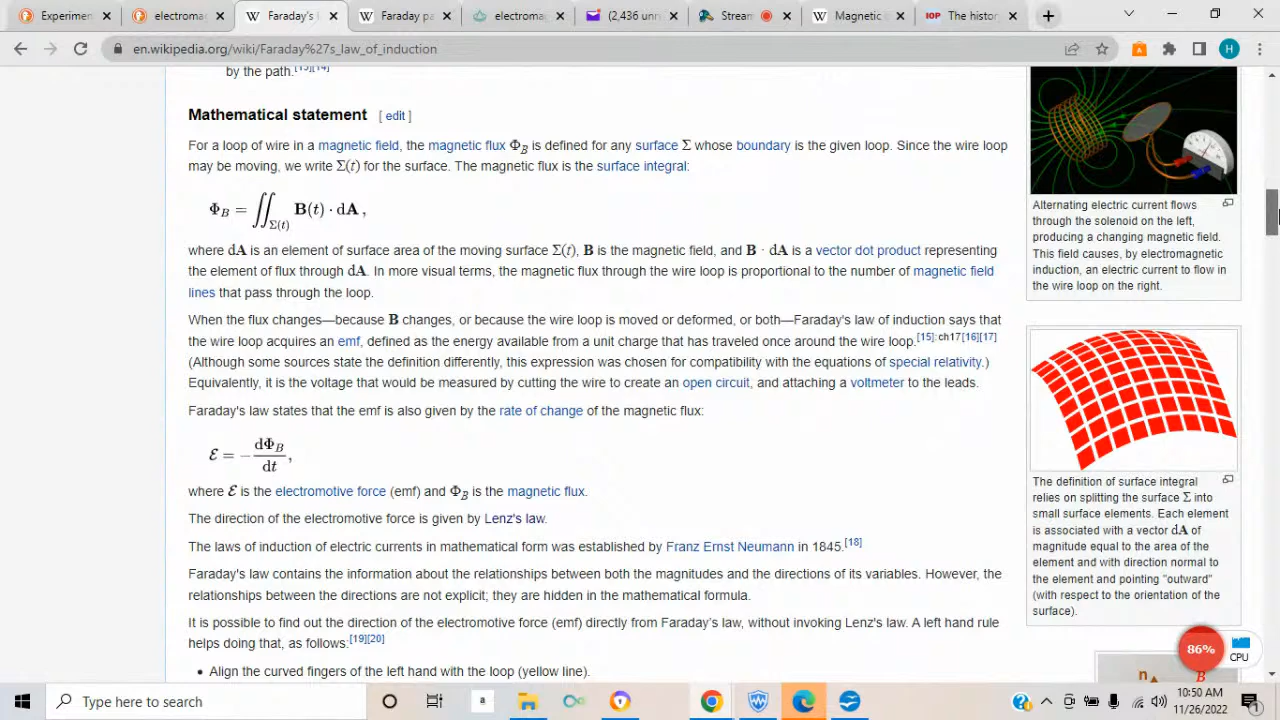 Experimen
electroma
Faraday's l
Faraday pa
electromag
(2,436 unr
Stream
Magnetic
IOP The history
en.wikipedia.org/wiki/Faraday%27s_law_of_induction
H
by the path.[13][14]
Mathematical statement [ edit ]
For a loop of wire in a magnetic field, the magnetic flux Φ_B is defined for any surface Σ whose boundary is the given loop. Since the wire loop
may be moving, we write Σ(t) for the surface. The magnetic flux is the surface integral:
Φ_B = ∬_Σ(t) B(t) · dA ,
where dA is an element of surface area of the moving surface Σ(t), B is the magnetic field, and B · dA is a vector dot product representing
the element of flux through dA. In more visual terms, the magnetic flux through the wire loop is proportional to the number of magnetic field
lines that pass through the loop.
When the flux changes—because B changes, or because the wire loop is moved or deformed, or both—Faraday's law of induction says that
the wire loop acquires an emf, defined as the energy available from a unit charge that has traveled once around the wire loop.[15]: ch17[16][17]
(Although some sources state the definition differently, this expression was chosen for compatibility with the equations of special relativity.)
Equivalently, it is the voltage that would be measured by cutting the wire to create an open circuit, and attaching a voltmeter to the leads.
Faraday's law states that the emf is also given by the rate of change of the magnetic flux:
ℰ = − dΦ_B
dt ,
where ℰ is the electromotive force (emf) and Φ_B is the magnetic flux.
The direction of the electromotive force is given by Lenz's law.
The laws of induction of electric currents in mathematical form was established by Franz Ernst Neumann in 1845.[18]
Faraday's law contains the information about the relationships between both the magnitudes and the directions of its variables. However, the
relationships between the directions are not explicit; they are hidden in the mathematical formula.
It is possible to find out the direction of the electromotive force (emf) directly from Faraday's law, without invoking Lenz's law. A left hand rule
helps doing that, as follows:[19][20]
• Align the curved fingers of the left hand with the loop (yellow line).
Alternating electric current flows
through the solenoid on the left,
producing a changing magnetic field.
This field causes, by electromagnetic
induction, an electric current to flow in
the wire loop on the right.
The definition of surface integral
relies on splitting the surface Σ into
small surface elements. Each element
is associated with a vector dA of
magnitude equal to the area of the
element and with direction normal to
the element and pointing "outward"
(with respect to the orientation of the
surface).
86%
CPU
n
B
Type here to search
a
10:50 AM
11/26/2022